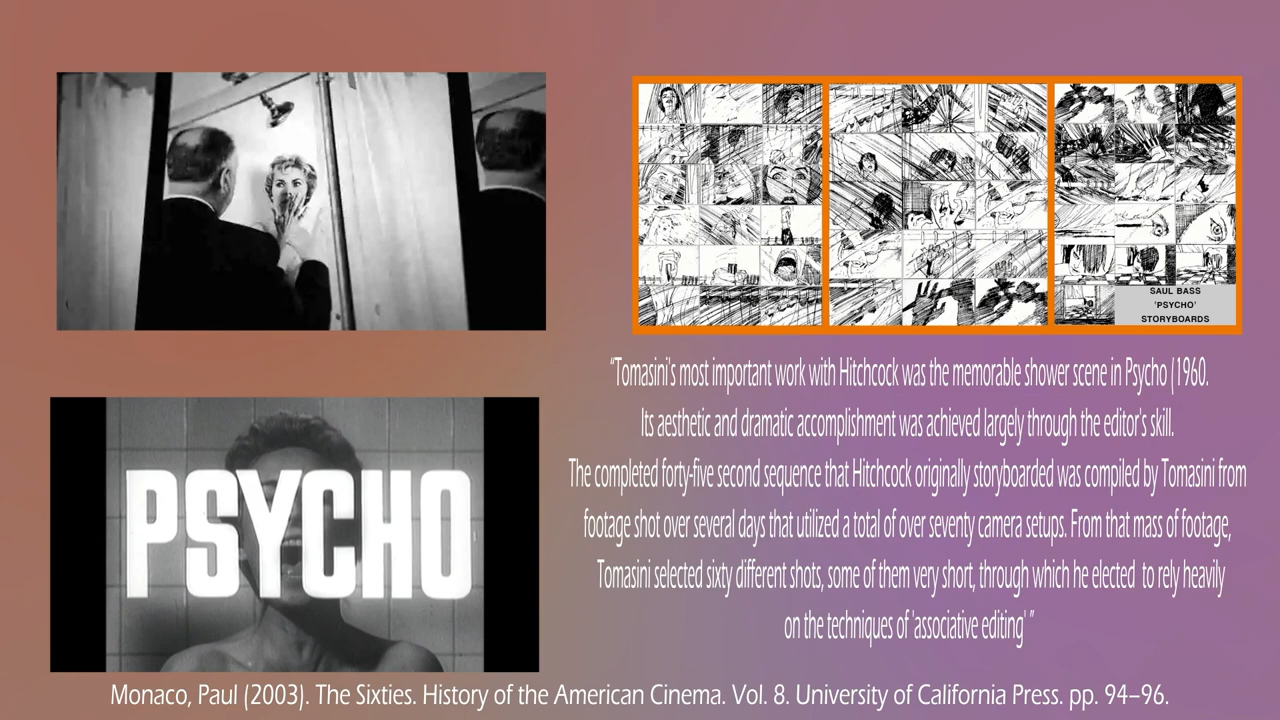 SAUL BASS
'PSYCHO'
STORYBOARDS
“Tomasini's most important work with Hitchcock was the memorable shower scene in Psycho (1960.
Its aesthetic and dramatic accomplishment was achieved largely through the editor's skill.
The completed forty-five second sequence that Hitchcock originally storyboarded was compiled by Tomasini from
footage shot over several days that utilized a total of over seventy camera setups. From that mass of footage,
Tomasini selected sixty different shots, some of them very short, through which he elected to rely heavily
on the techniques of 'associative editing' ”
PSYCHO
Monaco, Paul (2003). The Sixties. History of the American Cinema. Vol. 8. University of California Press. pp. 94–96.